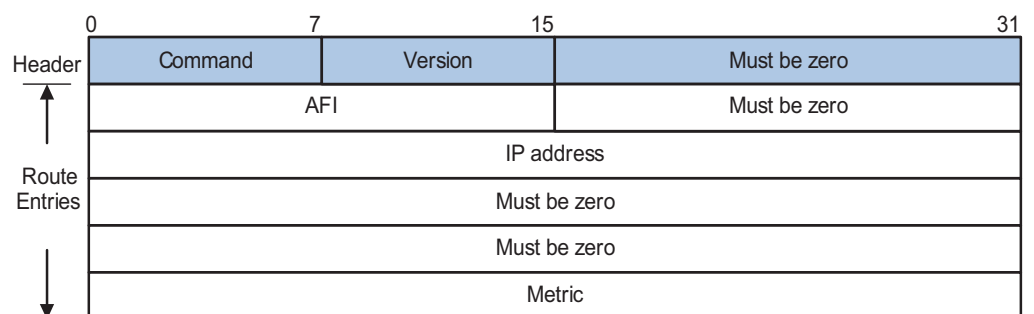 0 7 15 31
Header Command Version Must be zero
AFI Must be zero
IP address
Route
Entries
Must be zero
Must be zero
Metric